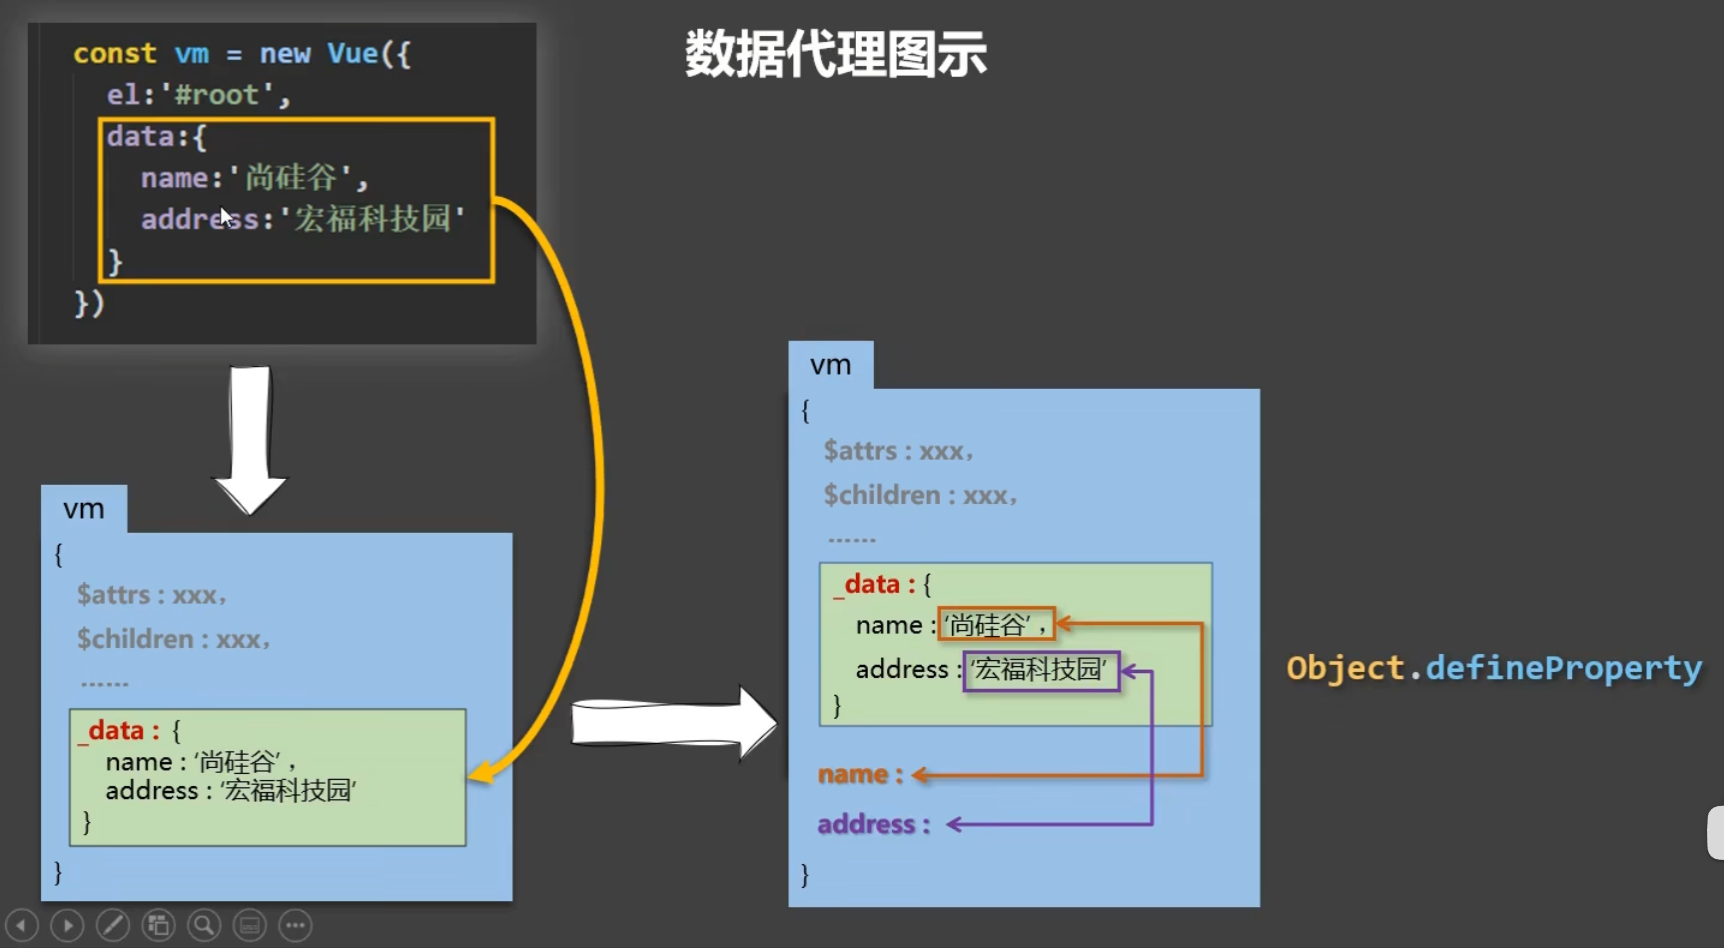 数据代理图示
const vm = new Vue({
el:'#root',
data:{
name:'尚硅谷',
address:'宏福科技园'
}
})
vm
{
$attrs : xxx，
$children : xxx，
......
_data : {
name : ‘尚硅谷’，
address : ‘宏福科技园’
}
}
vm
{
$attrs : xxx，
$children : xxx，
......
_data : {
name : ‘尚硅谷’，
address : ‘宏福科技园’
}
name :
address :
}
Object.defineProperty